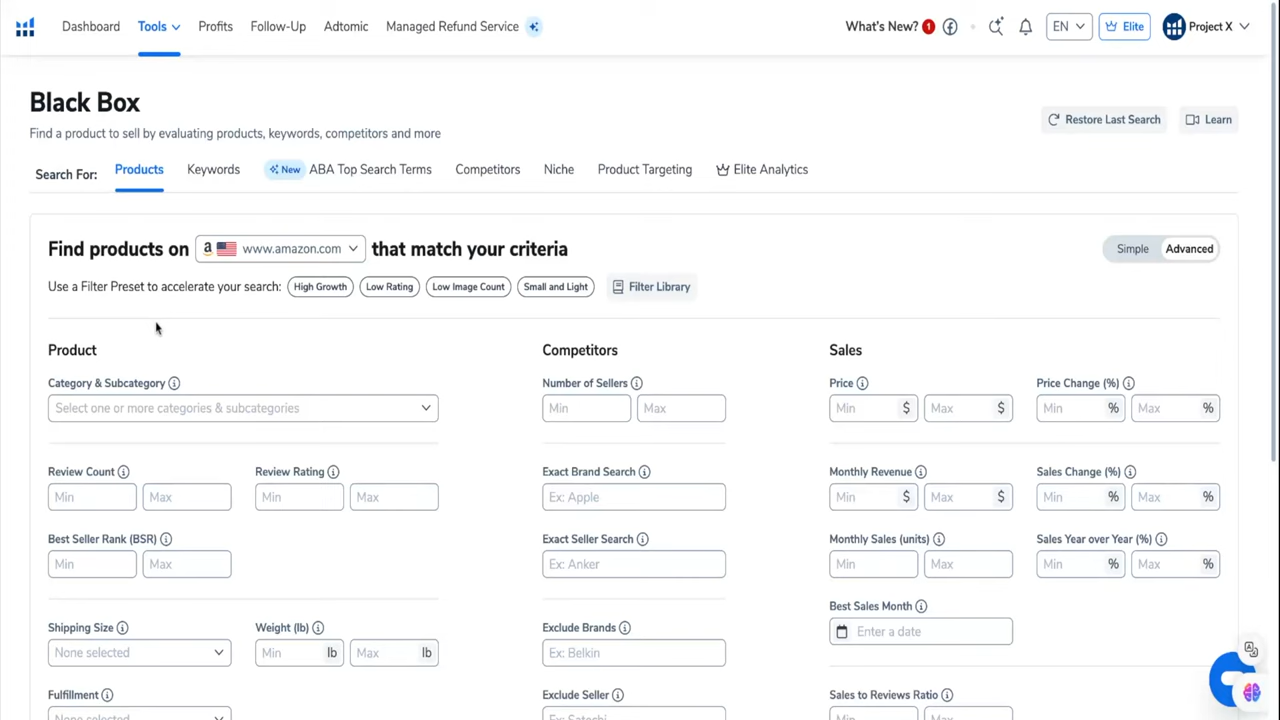 Dashboard Tools Profits Follow-Up Adtomic Managed Refund Service What's New? 1 EN Elite Project X
Black Box
Find a product to sell by evaluating products, keywords, competitors and more
Restore Last Search Learn
Search For: Products Keywords New ABA Top Search Terms Competitors Niche Product Targeting Elite Analytics
Find products on a www.amazon.com that match your criteria
Simple Advanced
Use a Filter Preset to accelerate your search: High Growth Low Rating Low Image Count Small and Light Filter Library
Product Competitors Sales
Category & Subcategory Number of Sellers Price Price Change (%)
Select one or more categories & subcategories Min Max Min $ Max $ Min % Max %
Review Count Review Rating Exact Brand Search Monthly Revenue Sales Change (%)
Min Max Min Max Ex: Apple Min $ Max $ Min % Max %
Best Seller Rank (BSR) Exact Seller Search Monthly Sales (units) Sales Year over Year (%)
Min Max Ex: Anker Min Max Min % Max %
Best Sales Month
Enter a date
Shipping Size Weight (lb) Exclude Brands
None selected Min lb Max lb Ex: Belkin
Fulfillment Exclude Seller Sales to Reviews Ratio
None selected Ex: Satechi Min Max